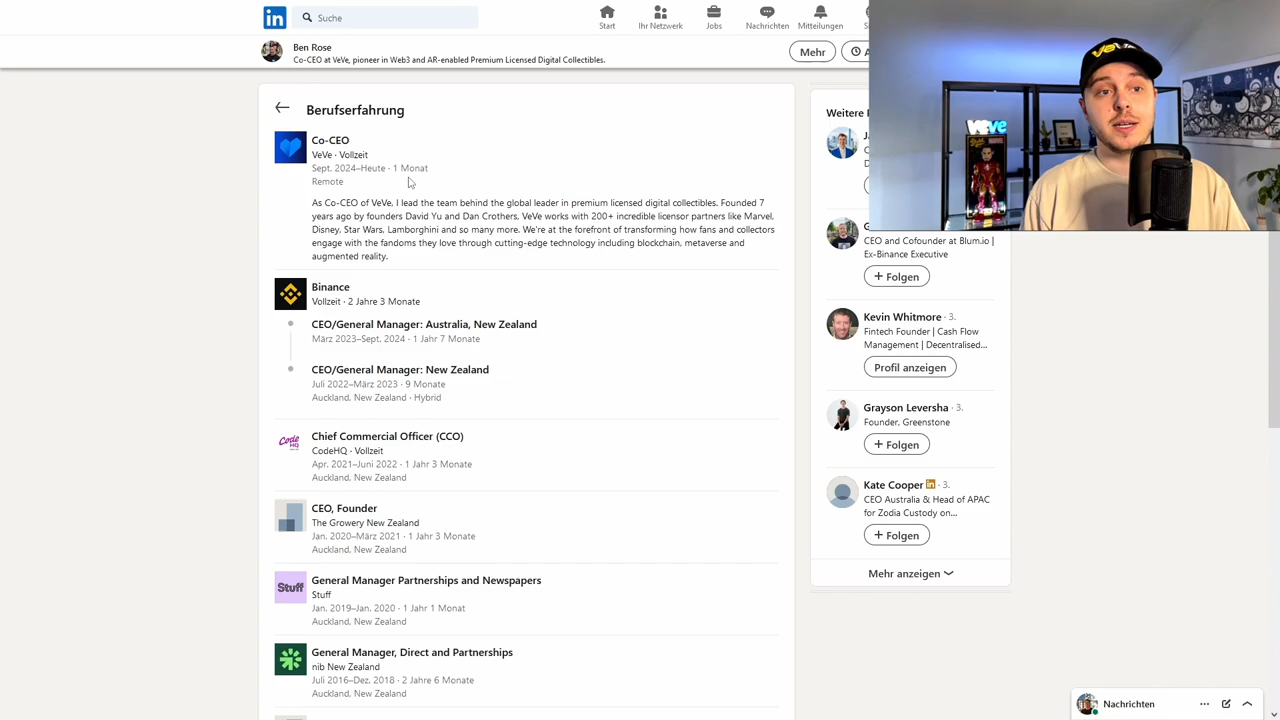 in
Suche
Start
Ihr Netzwerk
Jobs
Nachrichten
Mitteilungen
Ben Rose
Co-CEO at VeVe, pioneer in Web3 and AR-enabled Premium Licensed Digital Collectibles.
Mehr
Berufserfahrung
Co-CEO
VeVe · Vollzeit
Sept. 2024–Heute · 1 Monat
Remote
As Co-CEO of VeVe, I lead the team behind the global leader in premium licensed digital collectibles. Founded 7
years ago by founders David Yu and Dan Crothers, VeVe works with 200+ incredible licensor partners like Marvel,
Disney, Star Wars, Lamborghini and so many more. We're at the forefront of transforming how fans and collectors
engage with the fandoms they love through cutting-edge technology including blockchain, metaverse and
augmented reality.
Binance
Vollzeit · 2 Jahre 3 Monate
CEO/General Manager: Australia, New Zealand
März 2023–Sept. 2024 · 1 Jahr 7 Monate
CEO/General Manager: New Zealand
Juli 2022–März 2023 · 9 Monate
Auckland, New Zealand · Hybrid
Code HQ
Chief Commercial Officer (CCO)
CodeHQ · Vollzeit
Apr. 2021–Juni 2022 · 1 Jahr 3 Monate
Auckland, New Zealand
CEO, Founder
The Growery New Zealand
Jan. 2020–März 2021 · 1 Jahr 3 Monate
Auckland, New Zealand
Stuff
General Manager Partnerships and Newspapers
Stuff
Jan. 2019–Jan. 2020 · 1 Jahr 1 Monat
Auckland, New Zealand
General Manager, Direct and Partnerships
nib New Zealand
Juli 2016–Dez. 2018 · 2 Jahre 6 Monate
Auckland, New Zealand
Weitere
CEO and Cofounder at Blum.io |
Ex-Binance Executive
+ Folgen
Kevin Whitmore · 3.
Fintech Founder | Cash Flow
Management | Decentralised...
Profil anzeigen
Grayson Leversha · 3.
Founder, Greenstone
+ Folgen
Kate Cooper in · 3.
CEO Australia & Head of APAC
for Zodia Custody on...
+ Folgen
Mehr anzeigen
Nachrichten
VeVe
veve